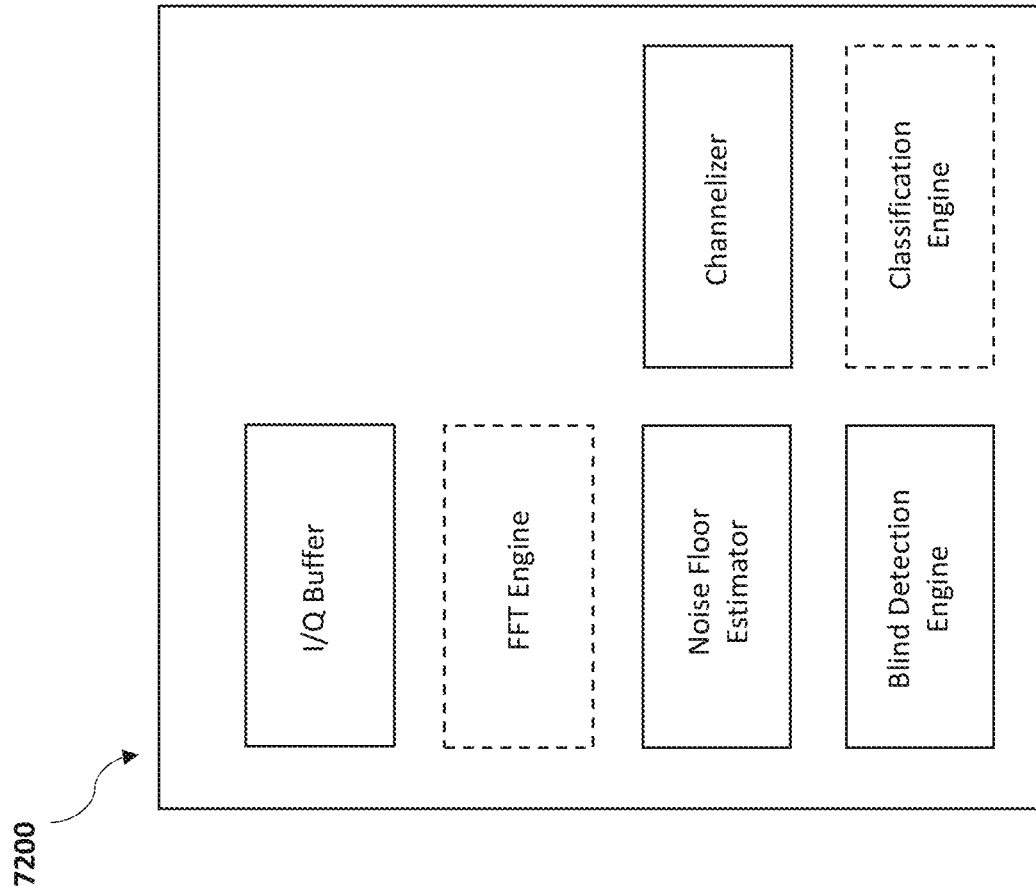 7200
I/Q Buffer
FFT Engine
Noise Floor
Estimator
Channelizer
Blind Detection
Engine
Classification
Engine